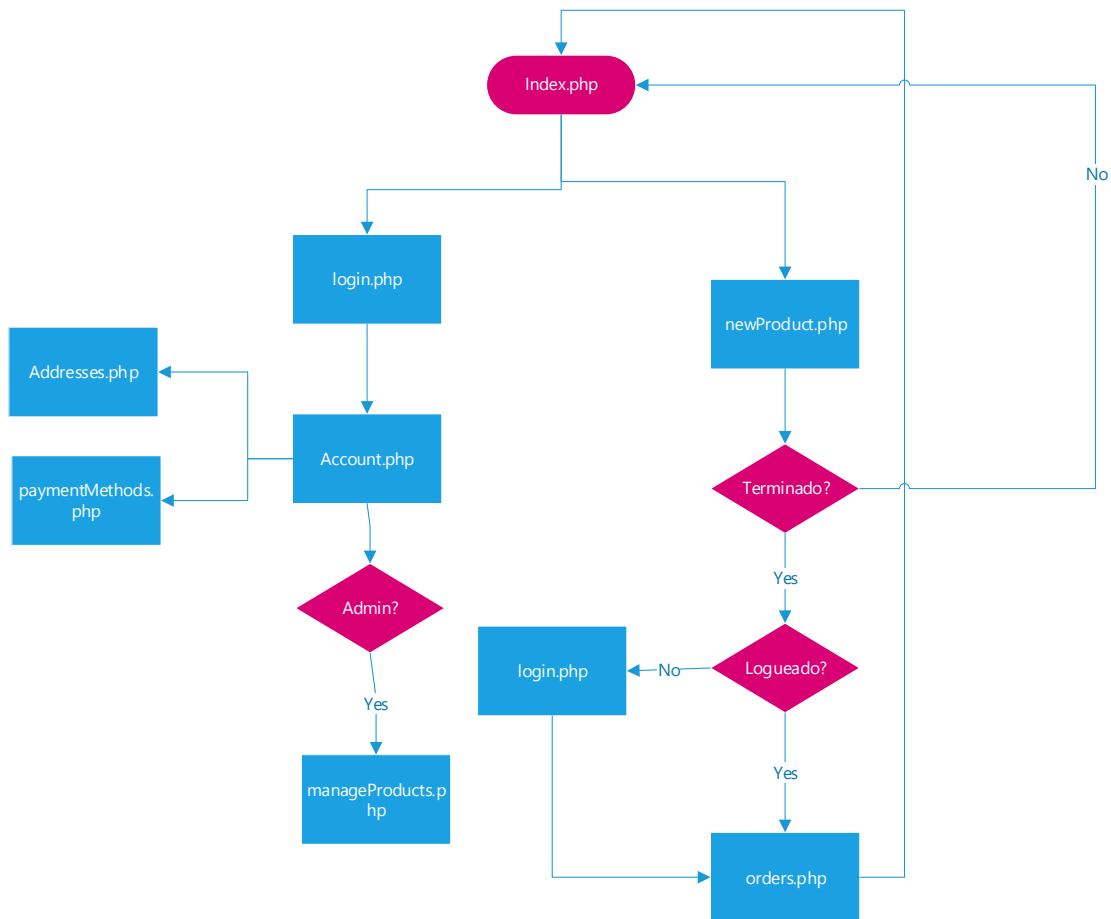 Index.php
No
login.php
newProduct.php
Addresses.php
Account.php
paymentMethods.
php
Terminado?
Yes
Admin?
Logueado?
login.php
No
Yes
Yes
manageProducts.p
hp
orders.php